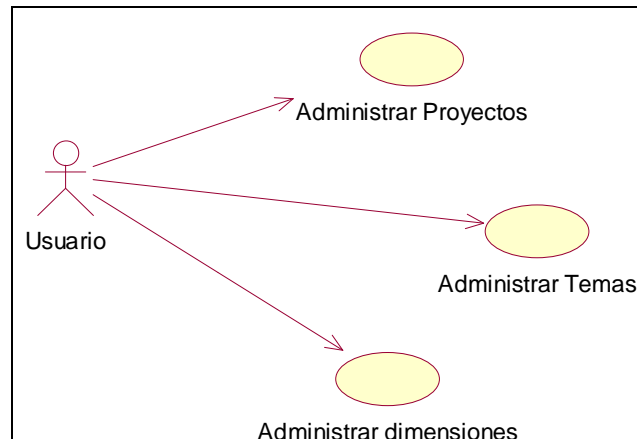 Administrar Proyectos
Usuario
Administrar Temas
Administrar dimensiones